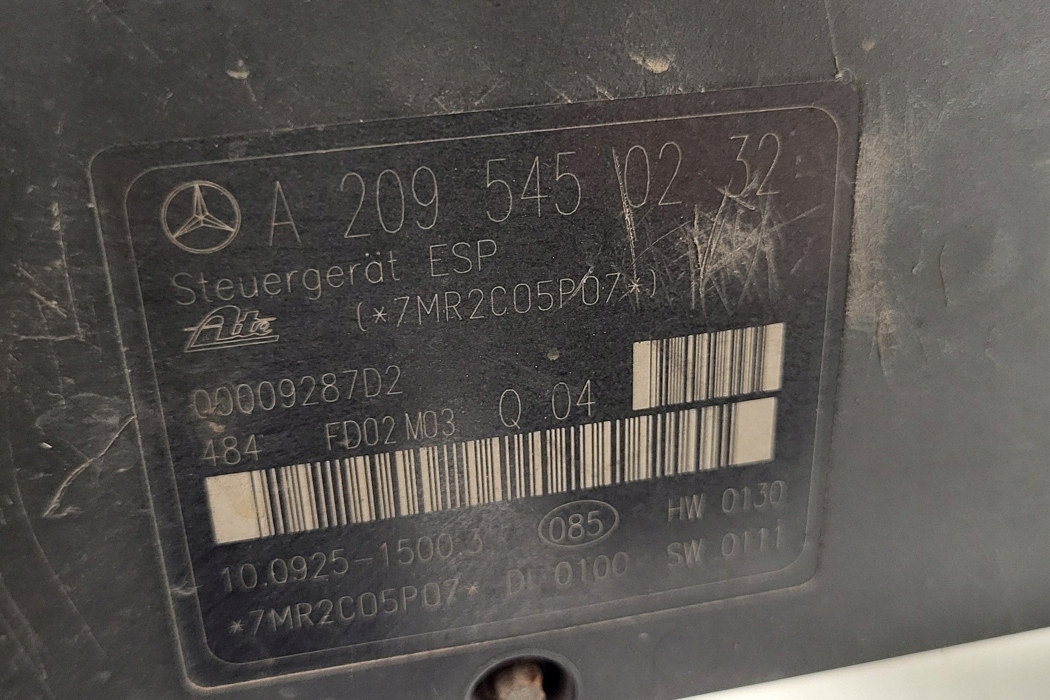 A 209 545 02 32
Steuergerät ESP
Ate (*7MR2C05P07*)
00009287D2
484 FD02 M03 Q 04
10.0925-1500.3 085 HW 0130
*7MR2C05P07* DI 0100 SW 0111